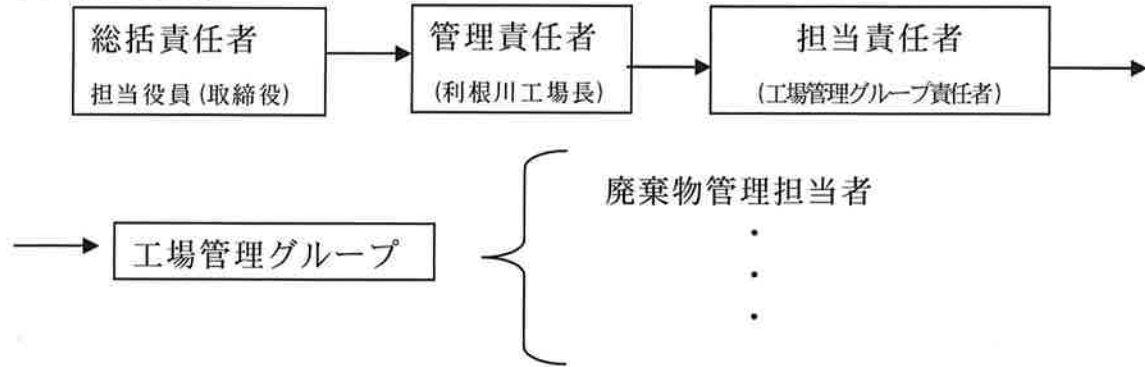 総括責任者
担当役員(取締役)
管理責任者
(利根川工場長)
担当責任者
(工場管理グループ責任者)
工場管理グループ
廃棄物管理担当者
・
・
・